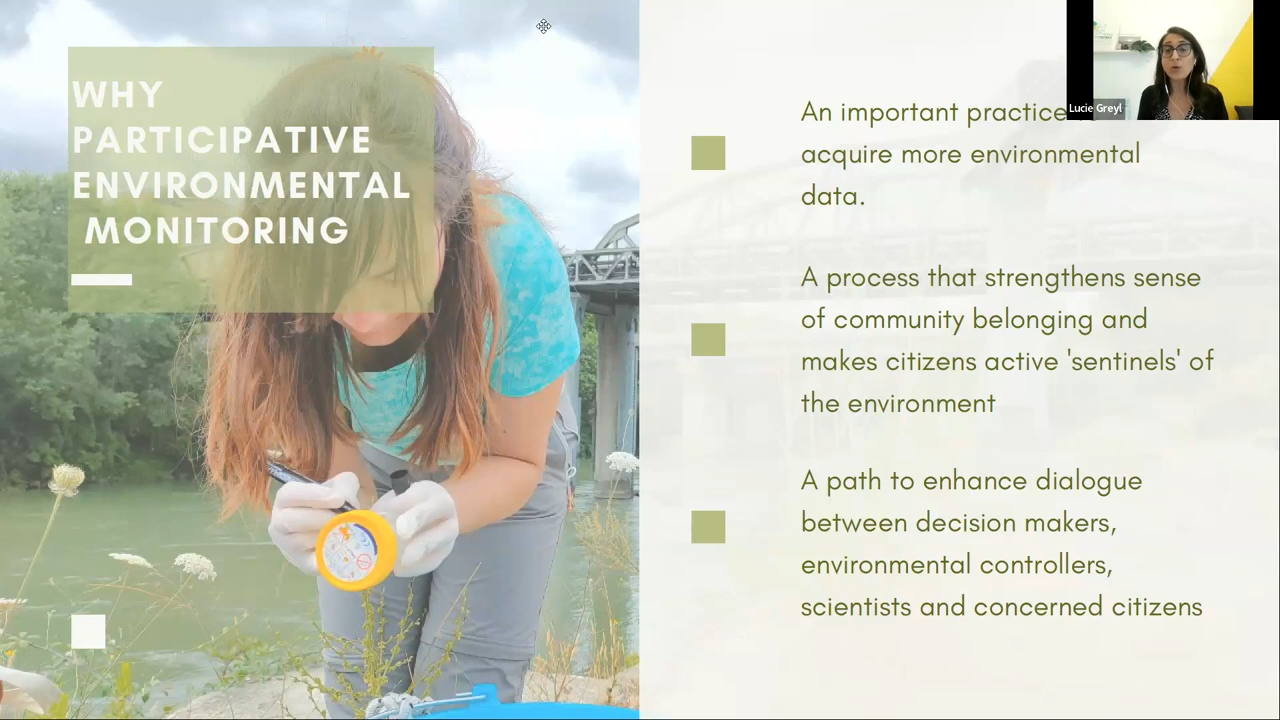 WHY
PARTICIPATIVE
ENVIRONMENTAL
MONITORING
An important practice
acquire more environmental
data.
A process that strengthens sense
of community belonging and
makes citizens active 'sentinels' of
the environment
A path to enhance dialogue
between decision makers,
environmental controllers,
scientists and concerned citizens
Lucie Greyl